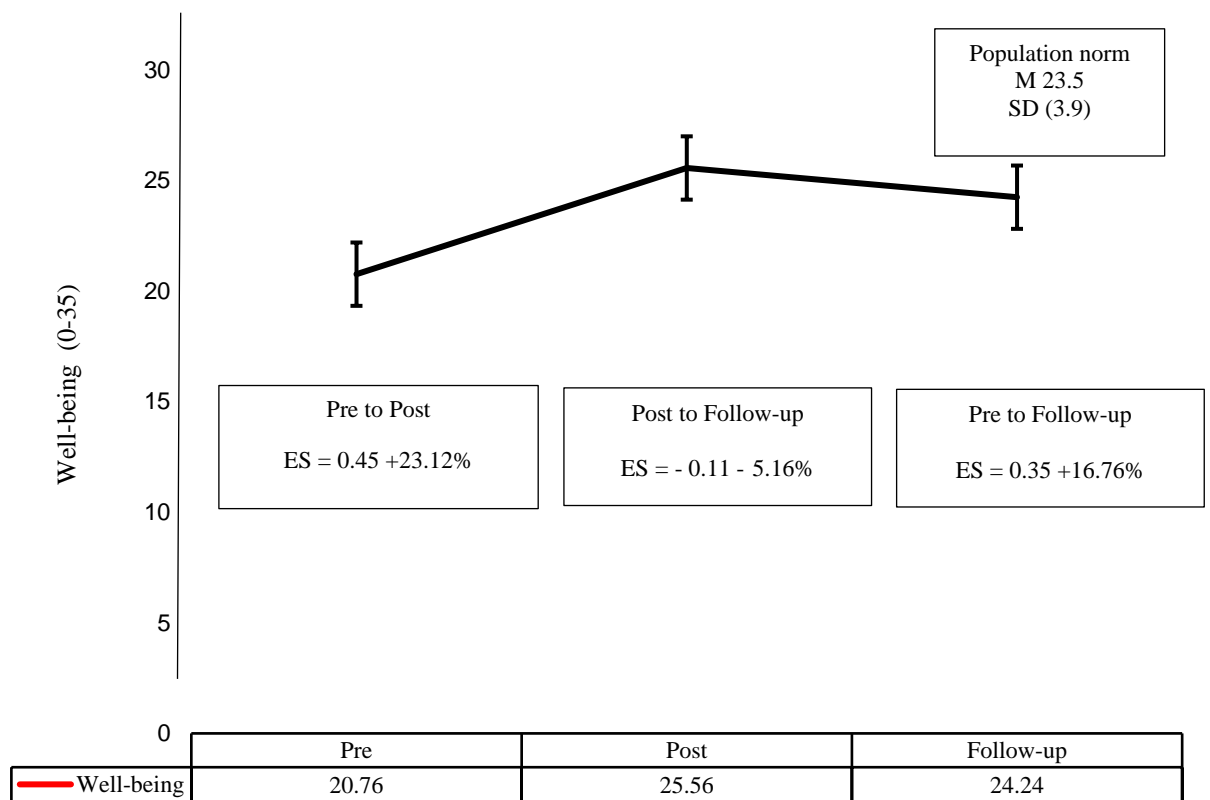 Population norm
M 23.5
SD (3.9)
30
25
20
15
10
5
0
Well-being (0-35)
Pre to Post
ES = 0.45 +23.12%
Post to Follow-up
ES = - 0.11 - 5.16%
Pre to Follow-up
ES = 0.35 +16.76%
Pre Post Follow-up
Well-being 20.76 25.56 24.24